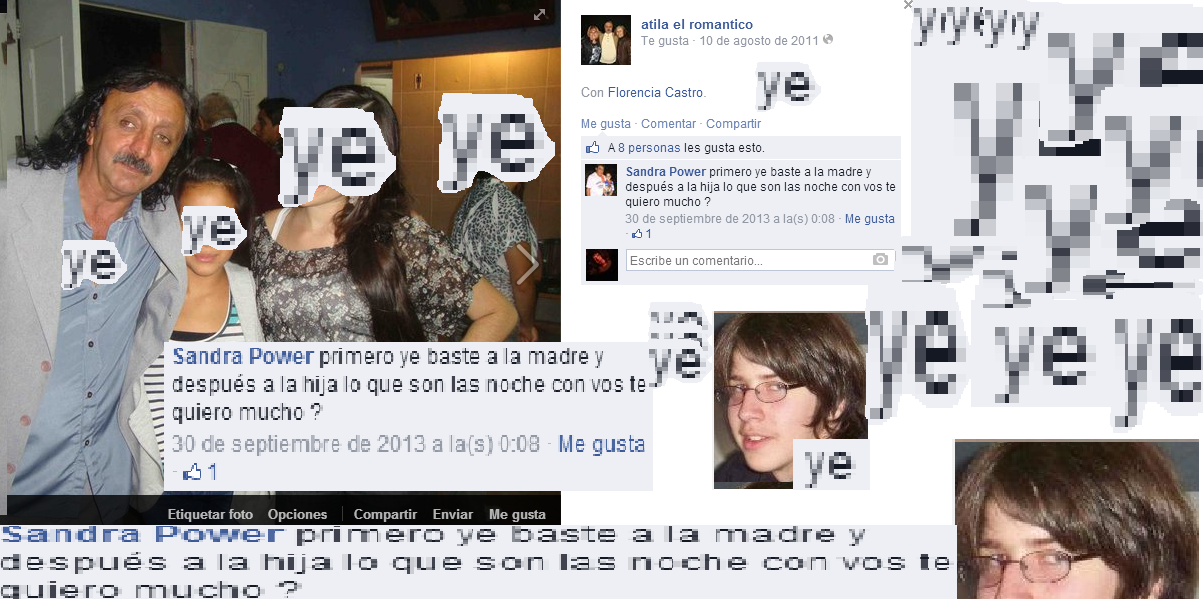 atila el romantico
Te gusta · 10 de agosto de 2011
yryeyry
ye
Con Florencia Castro.
Me gusta · Comentar · Compartir
A 8 personas les gusta esto.
Sandra Power primero ye baste a la madre y
después a la hija lo que son las noche con vos te
quiero mucho ?
30 de septiembre de 2013 a la(s) 0:08 · Me gusta
· 1
Escribe un comentario...
ye
ye
ye
ye
ye
ye
ye
ye
ye
Sandra Power primero ye baste a la madre y
después a la hija lo que son las noche con vos te
quiero mucho ?
30 de septiembre de 2013 a la(s) 0:08 · Me gusta
· 1
Etiquetar foto Opciones Compartir Enviar Me gusta
Sandra Power primero ye baste a la madre y
después a la hija lo que son las noche con vos te
quiero mucho ?